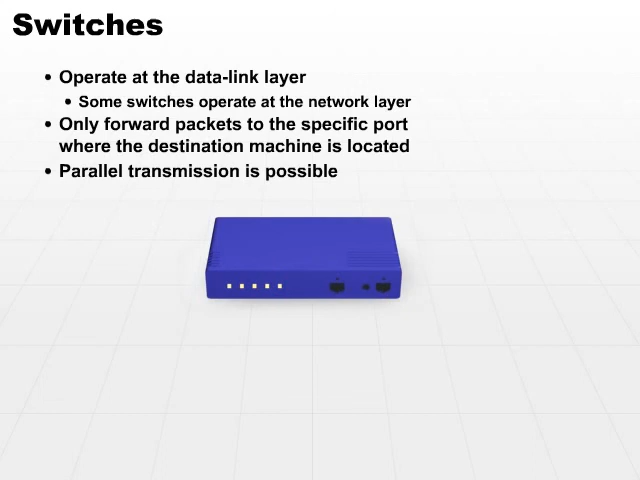 Switches
• Operate at the data-link layer
• Some switches operate at the network layer
• Only forward packets to the specific port
where the destination machine is located
• Parallel transmission is possible